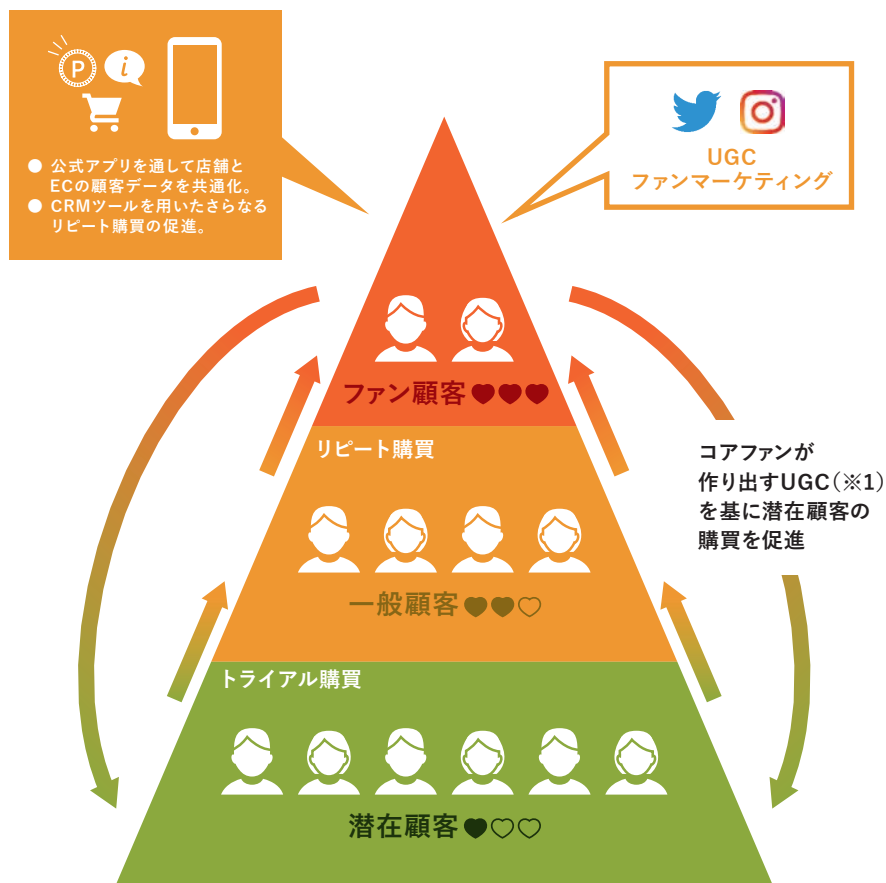 P
i
● 公式アプリを通して店舗と
ECの顧客データを共通化。
● CRMツールを用いたさらなる
リピート購買の促進。
UGC
ファンマーケティング
ファン顧客
リピート購買
コアファンが
作り出すUGC（※1）
を基に潜在顧客の
購買を促進
一般顧客
トライアル購買
潜在顧客